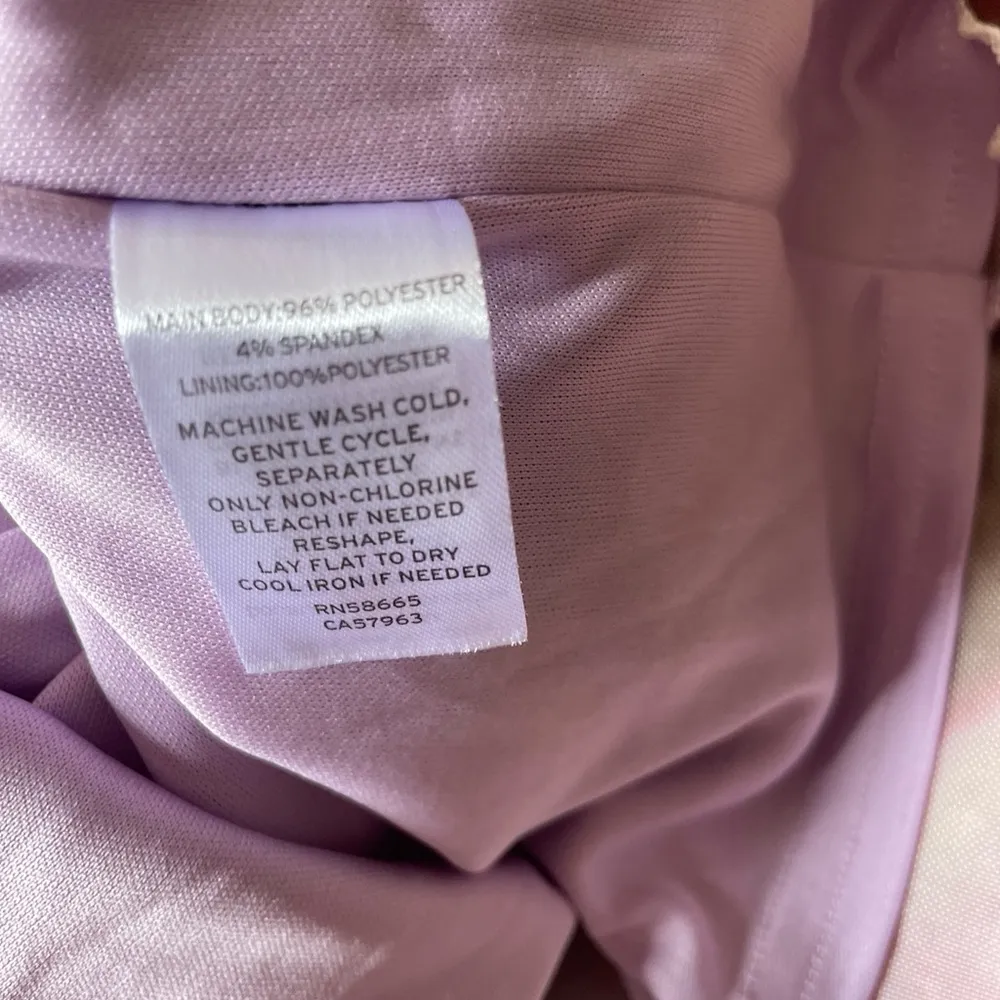 MAIN BODY:96% POLYESTER
4% SPANDEX
LINING:100%POLYESTER
MACHINE WASH COLD,
GENTLE CYCLE,
SEPARATELY
ONLY NON-CHLORINE
BLEACH IF NEEDED
RESHAPE,
LAY FLAT TO DRY
COOL IRON IF NEEDED
RN58665
CA57963